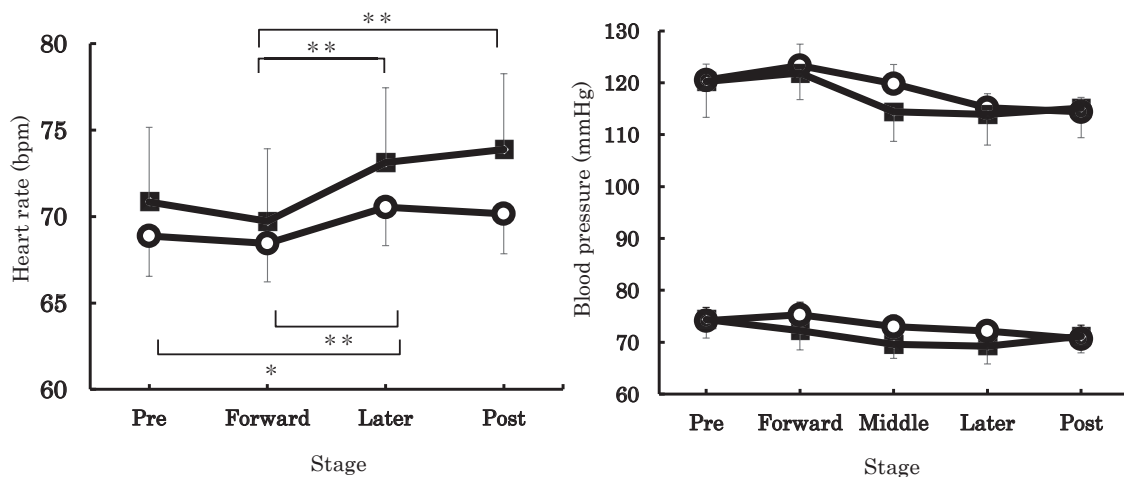 Heart rate (bpm)
80
75
70
65
60
**
**
**
*
Pre Forward Later Post
Stage
Blood pressure (mmHg)
130
120
110
100
90
80
70
60
Pre Forward Middle Later Post
Stage